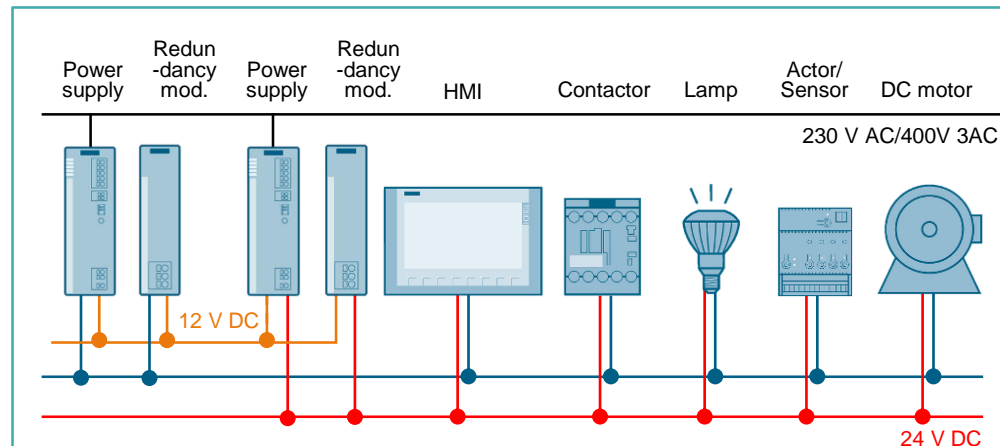 Power
supply
Redun
-dancy
mod.
Power
supply
Redun
-dancy
mod.
HMI
Contactor
Lamp
Actor/
Sensor
DC motor
230 V AC/400V 3AC
12 V DC
24 V DC